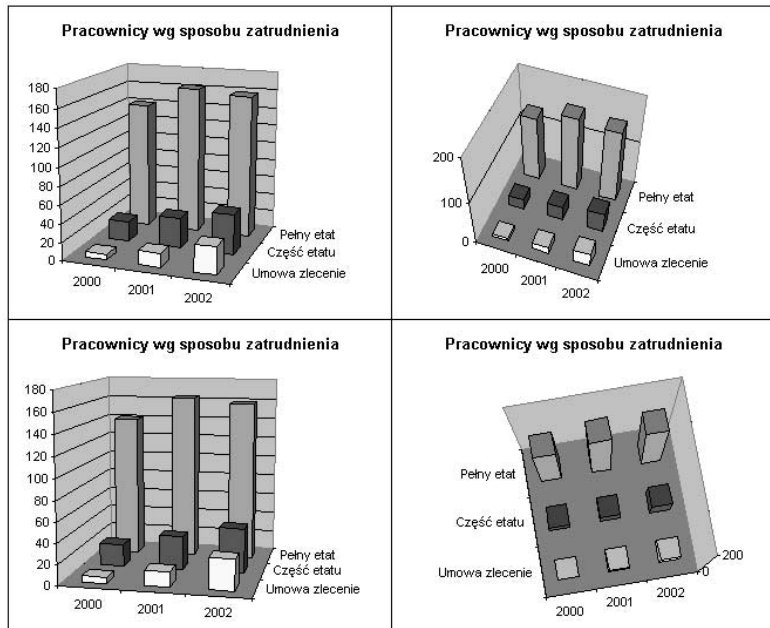 Pracownicy wg sposobu zatrudnienia
180
160
140
120
100
80
60
40
20
0
2000
2001
2002
Pełny etat
Część etatu
Umowa zlecenie
Pracownicy wg sposobu zatrudnienia
200
100
0
2000
2001
2002
Pełny etat
Część etatu
Umowa zlecenie
Pracownicy wg sposobu zatrudnienia
180
160
140
120
100
80
60
40
20
0
2000
2001
2002
Pełny etat
Część etatu
Umowa zlecenie
Pracownicy wg sposobu zatrudnienia
Pełny etat
Część etatu
Umowa zlecenie
2000
2001
2002
0
200